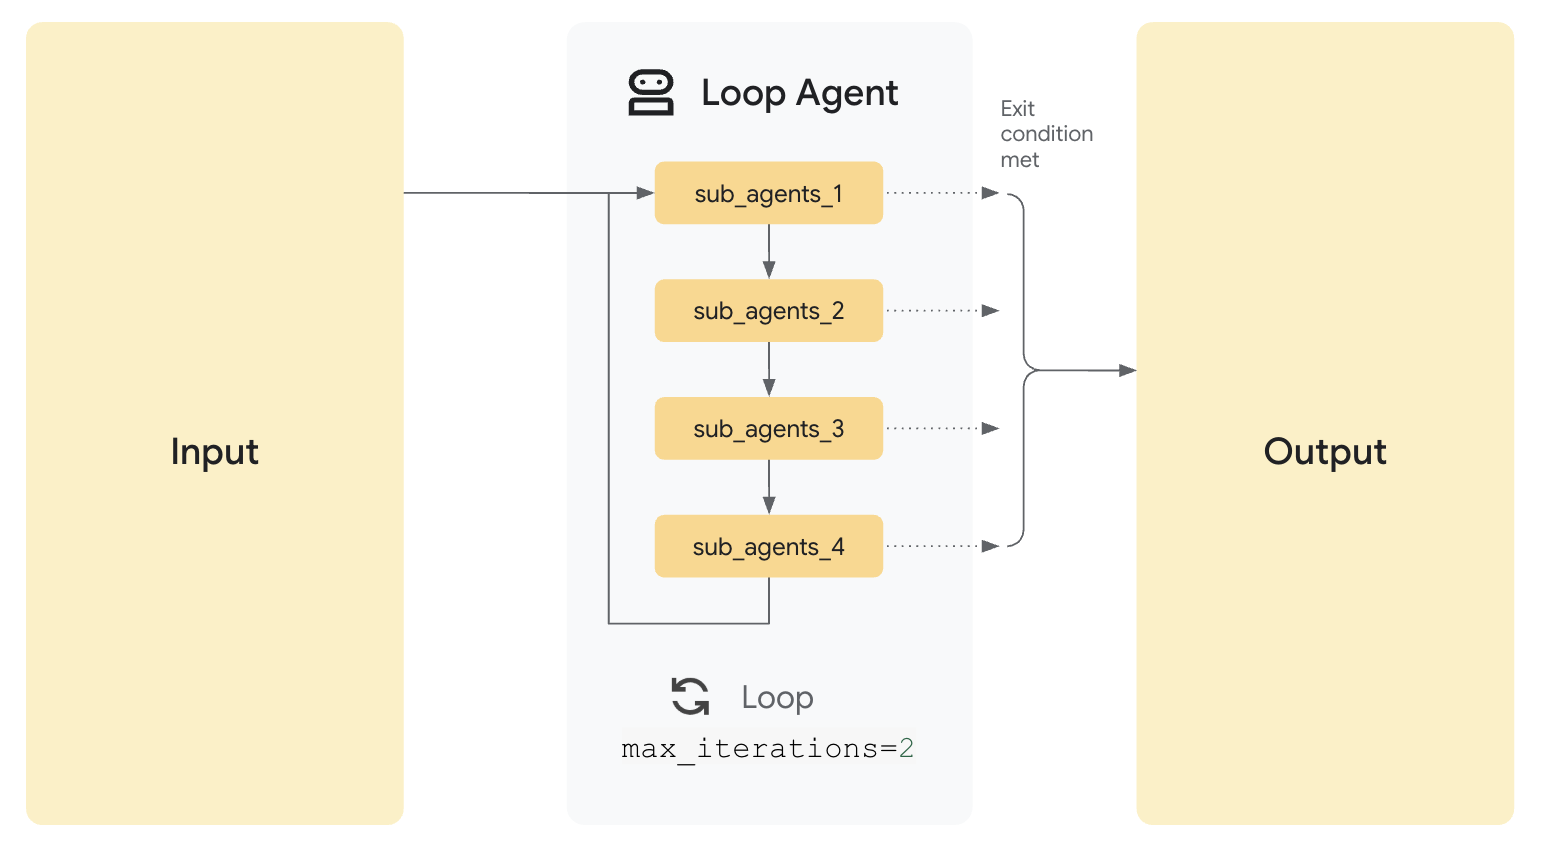 Loop Agent
Exit
condition
met
sub_agents_1
sub_agents_2
sub_agents_3
sub_agents_4
Input
Output
Loop
max_iterations=2